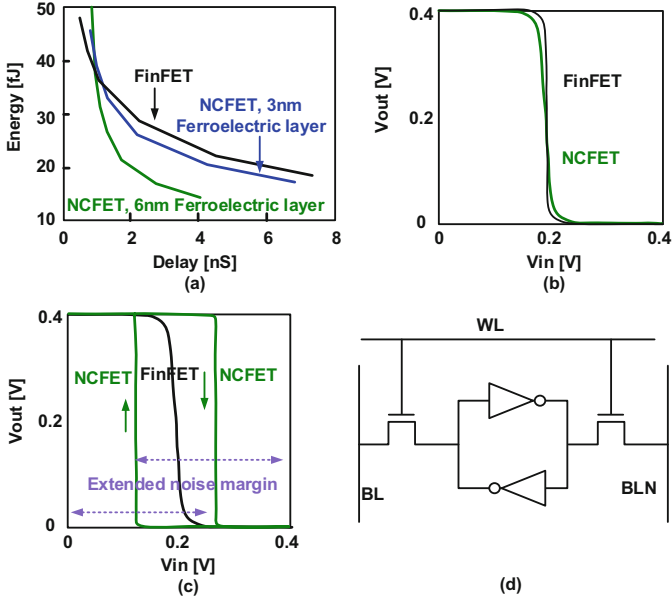 50
40
30
20
10
Energy [fJ]
FinFET
NCFET, 3nm
Ferroelectric layer
NCFET, 6nm Ferroelectric layer
0 2 4 6 8
Delay [nS]
(a)
0.4
0.2
0
Vout [V]
FinFET
NCFET
0 0.2 0.4
Vin [V]
(b)
0.4
0.2
0
Vout [V]
NCFET FinFET NCFET
Extended noise margin
0 0.2 0.4
Vin [V]
(c)
WL
BL
BLN
(d)